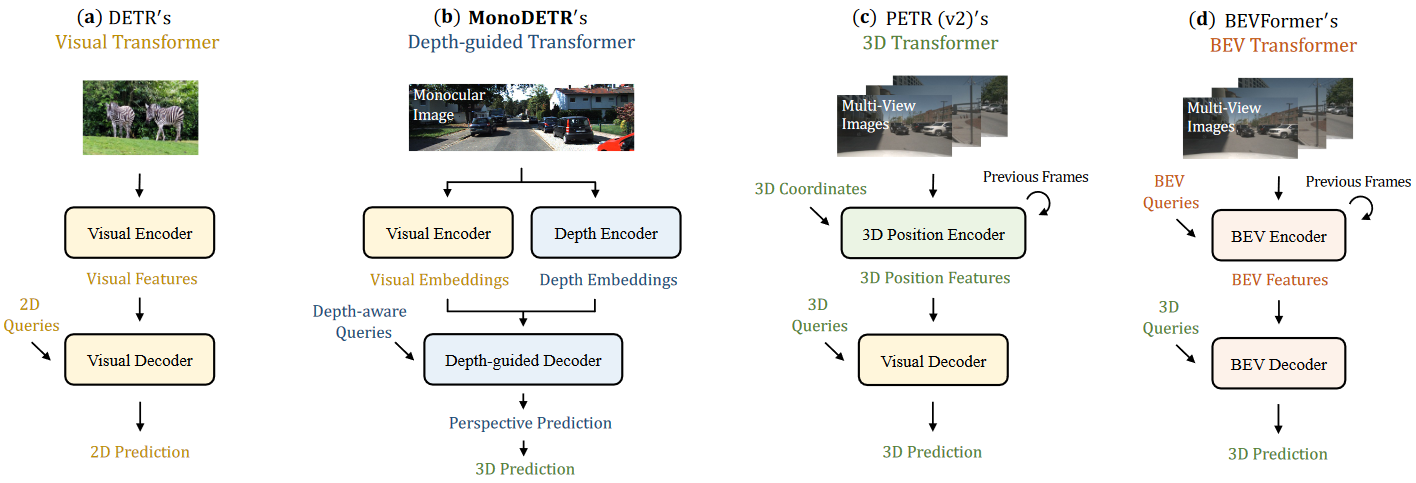 (a) DETR's
Visual Transformer
Visual Encoder
Visual Features
2D
Queries
Visual Decoder
2D Prediction
(b) MonoDETR's
Depth-guided Transformer
Monocular
Image
Visual Encoder
Depth Encoder
Visual Embeddings
Depth Embeddings
Depth-aware
Queries
Depth-guided Decoder
Perspective Prediction
3D Prediction
(c) PETR (v2)'s
3D Transformer
Multi-View
Images
Previous Frames
3D Coordinates
3D Position Encoder
3D Position Features
3D
Queries
Visual Decoder
3D Prediction
(d) BEVFormer's
BEV Transformer
Multi-View
Images
Previous Frames
BEV
Queries
BEV Encoder
BEV Features
3D
Queries
BEV Decoder
3D Prediction